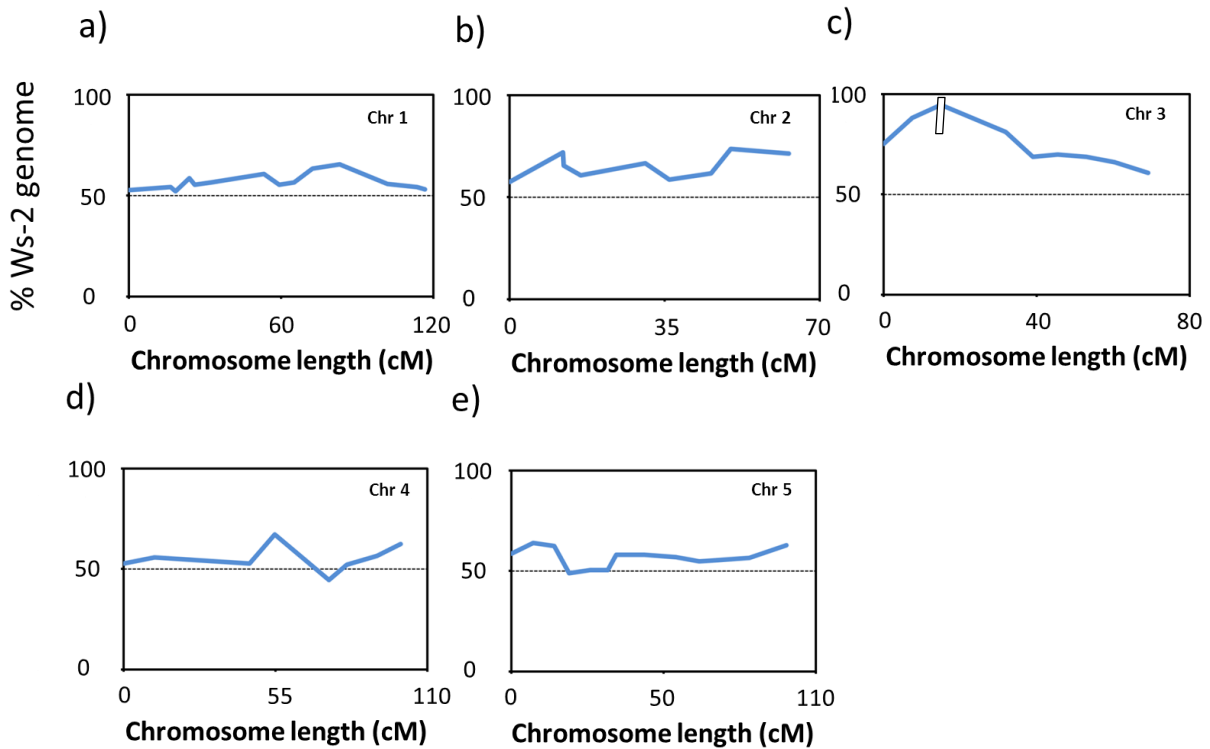 a)
b)
c)
% Ws-2 genome
100
50
0
Chr 1
0 60 120
Chromosome length (cM)
100
50
0
Chr 2
0 35 70
Chromosome length (cM)
100
50
0
Chr 3
0 40 80
Chromosome length (cM)
d)
e)
100
50
0
Chr 4
0 55 110
Chromosome length (cM)
100
50
0
Chr 5
0 50 110
Chromosome length (cM)